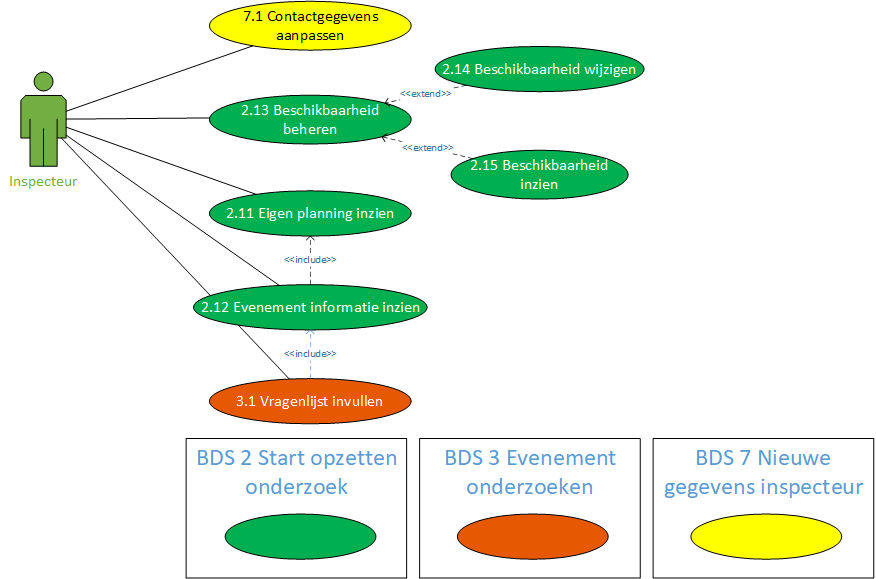 7.1 Contactgegevens
aanpassen
2.14 Beschikbaarheid wijzigen
<<extend>>
2.13 Beschikbaarheid
beheren
<<extend>>
2.15 Beschikbaarheid
inzien
Inspecteur
2.11 Eigen planning inzien
<<include>>
2.12 Evenement informatie inzien
<<include>>
3.1 Vragenlijst invullen
BDS 2 Start opzetten
onderzoek
BDS 3 Evenement
onderzoeken
BDS 7 Nieuwe
gegevens inspecteur